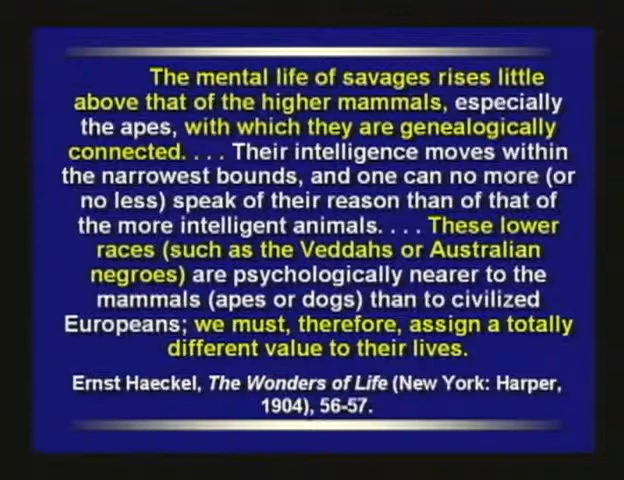 The mental life of savages rises little
above that of the higher mammals, especially
the apes, with which they are genealogically
connected. . . . Their intelligence moves within
the narrowest bounds, and one can no more (or
no less) speak of their reason than of that of
the more intelligent animals. . . . These lower
races (such as the Veddahs or Australian
negroes) are psychologically nearer to the
mammals (apes or dogs) than to civilized
Europeans; we must, therefore, assign a totally
different value to their lives.
Ernst Haeckel, The Wonders of Life (New York: Harper,
1904), 56-57.